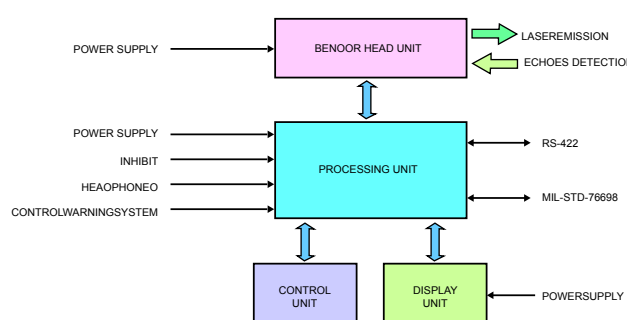 POWER SUPPLY
BENOOR HEAD UNIT
LASEREMISSION
ECHOES DETECTION
POWER SUPPLY
INHIBIT
HEAOPHONEO
CONTROLWARNINGSYSTEM
PROCESSING UNIT
RS-422
MIL-STD-76698
CONTROL
UNIT
DISPLAY
UNIT
POWERSUPPLY